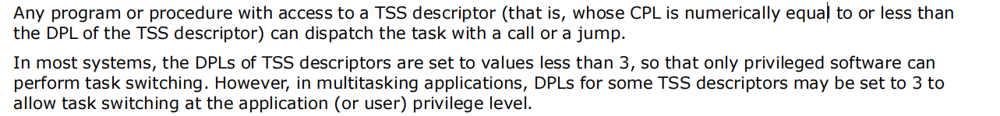 Any program or procedure with access to a TSS descriptor (that is, whose CPL is numerically equal to or less than
the DPL of the TSS descriptor) can dispatch the task with a call or a jump.
In most systems, the DPLs of TSS descriptors are set to values less than 3, so that only privileged software can
perform task switching. However, in multitasking applications, DPLs for some TSS descriptors may be set to 3 to
allow task switching at the application (or user) privilege level.